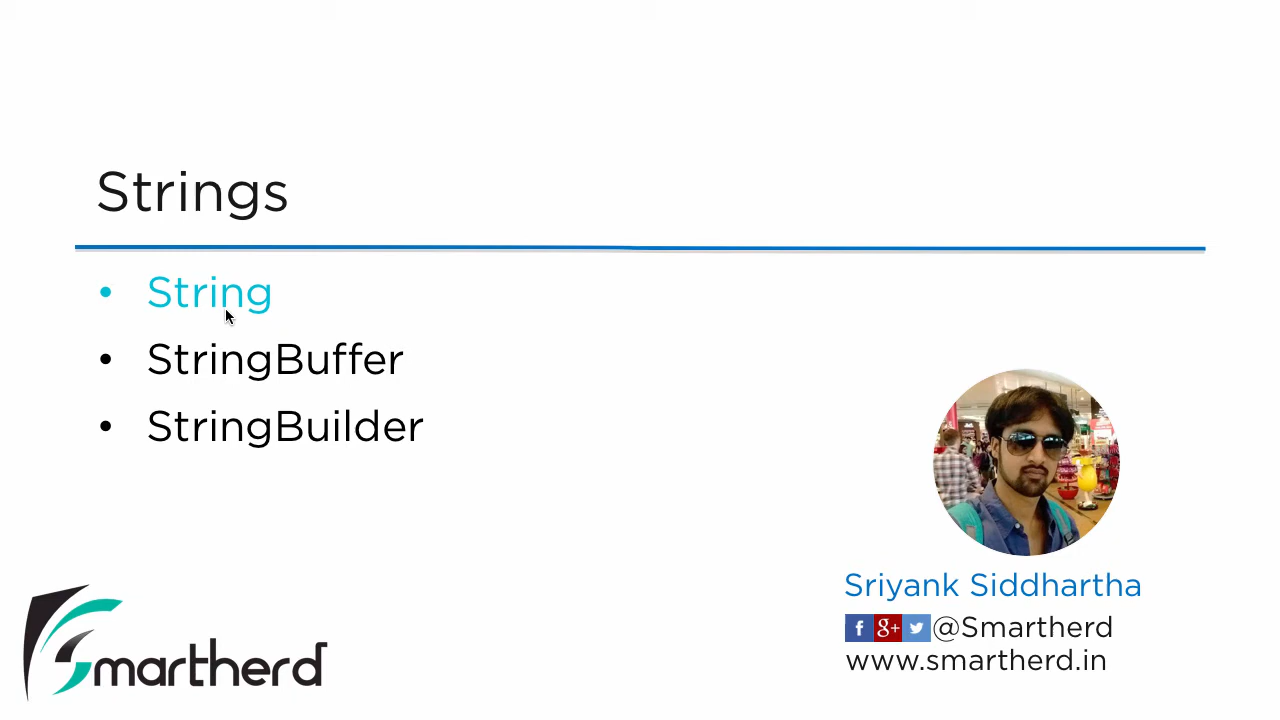 Strings
• String
• StringBuffer
• StringBuilder
Sriyank Siddhartha
f g+ @Smartherd
www.smartherd.in
Smartherd